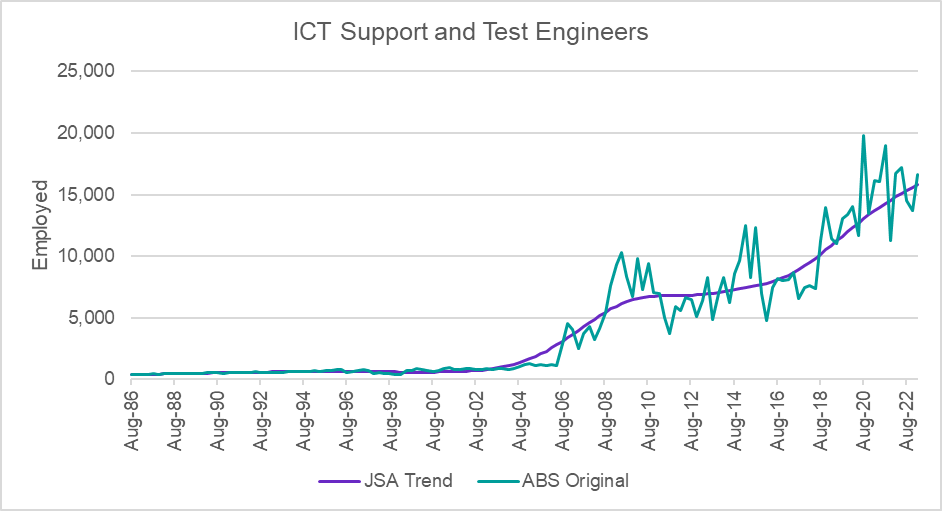 ICT Support and Test Engineers
25,000
20,000
15,000
10,000
5,000
0
Employed
Aug-86
Aug-88
Aug-90
Aug-92
Aug-94
Aug-96
Aug-98
Aug-00
Aug-02
Aug-04
Aug-06
Aug-08
Aug-10
Aug-12
Aug-14
Aug-16
Aug-18
Aug-20
Aug-22
JSA Trend
ABS Original